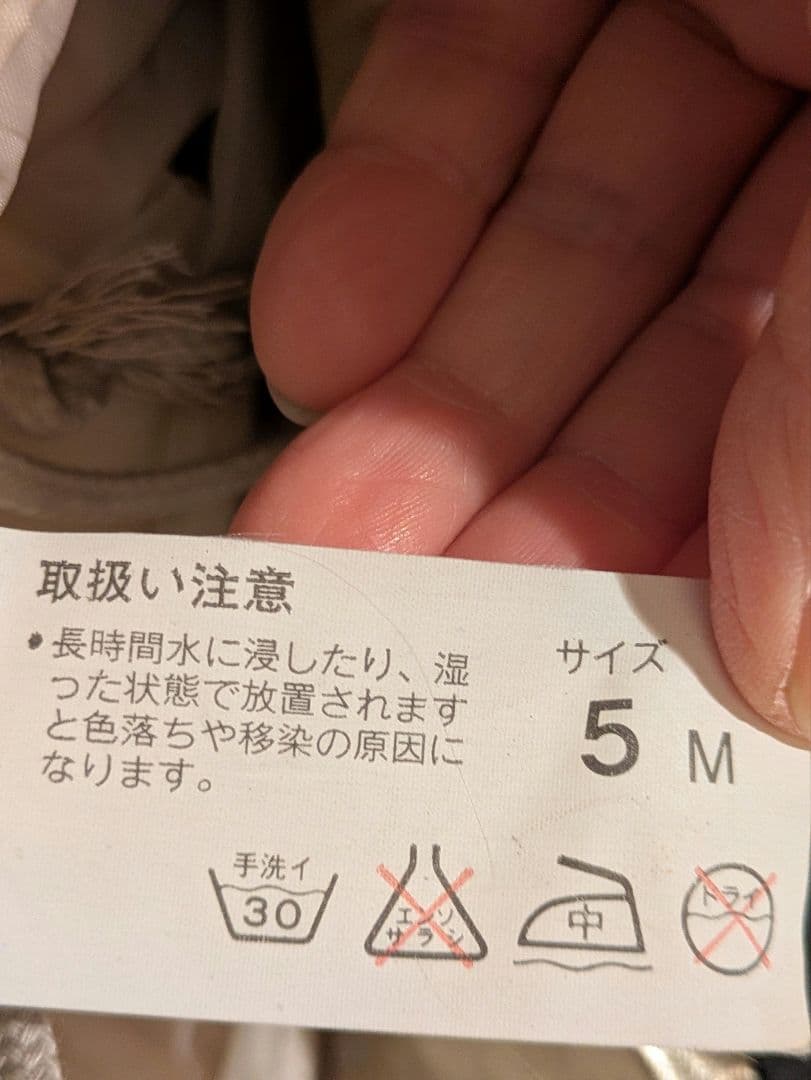 取扱い注意
・長時間水に浸したり、湿
った状態で放置されます
と色落ちや移染の原因に
なります。
サイズ
5 M
手洗イ
30
エンソ
サラシ
中
ドライ